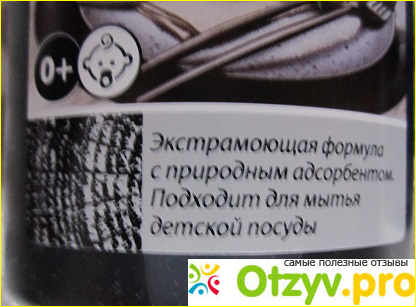 0+
Экстрамоющая формула
с природным адсорбентом.
Подходит для мытья
детской посуды
самые полезные отзывы
Otzyv.pro